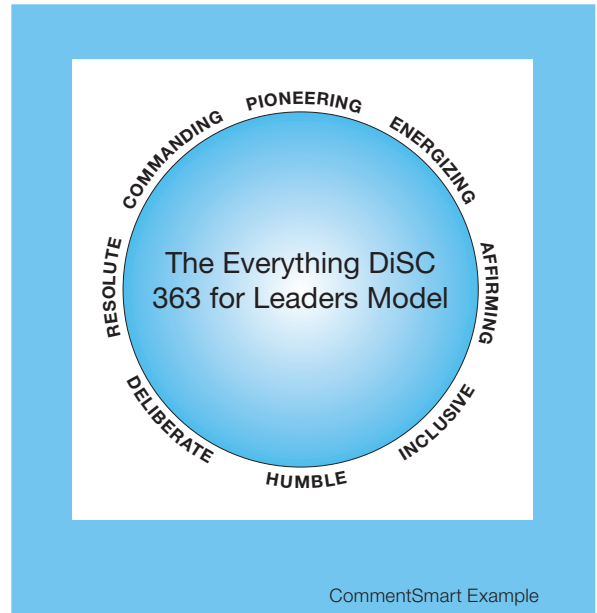 PIONEERING
ENERGIZING
AFFIRMING
INCLUSIVE
HUMBLE
DELIBERATE
RESOLUTE
COMMANDING
The Everything DiSC
363 for Leaders Model
CommentSmart Example